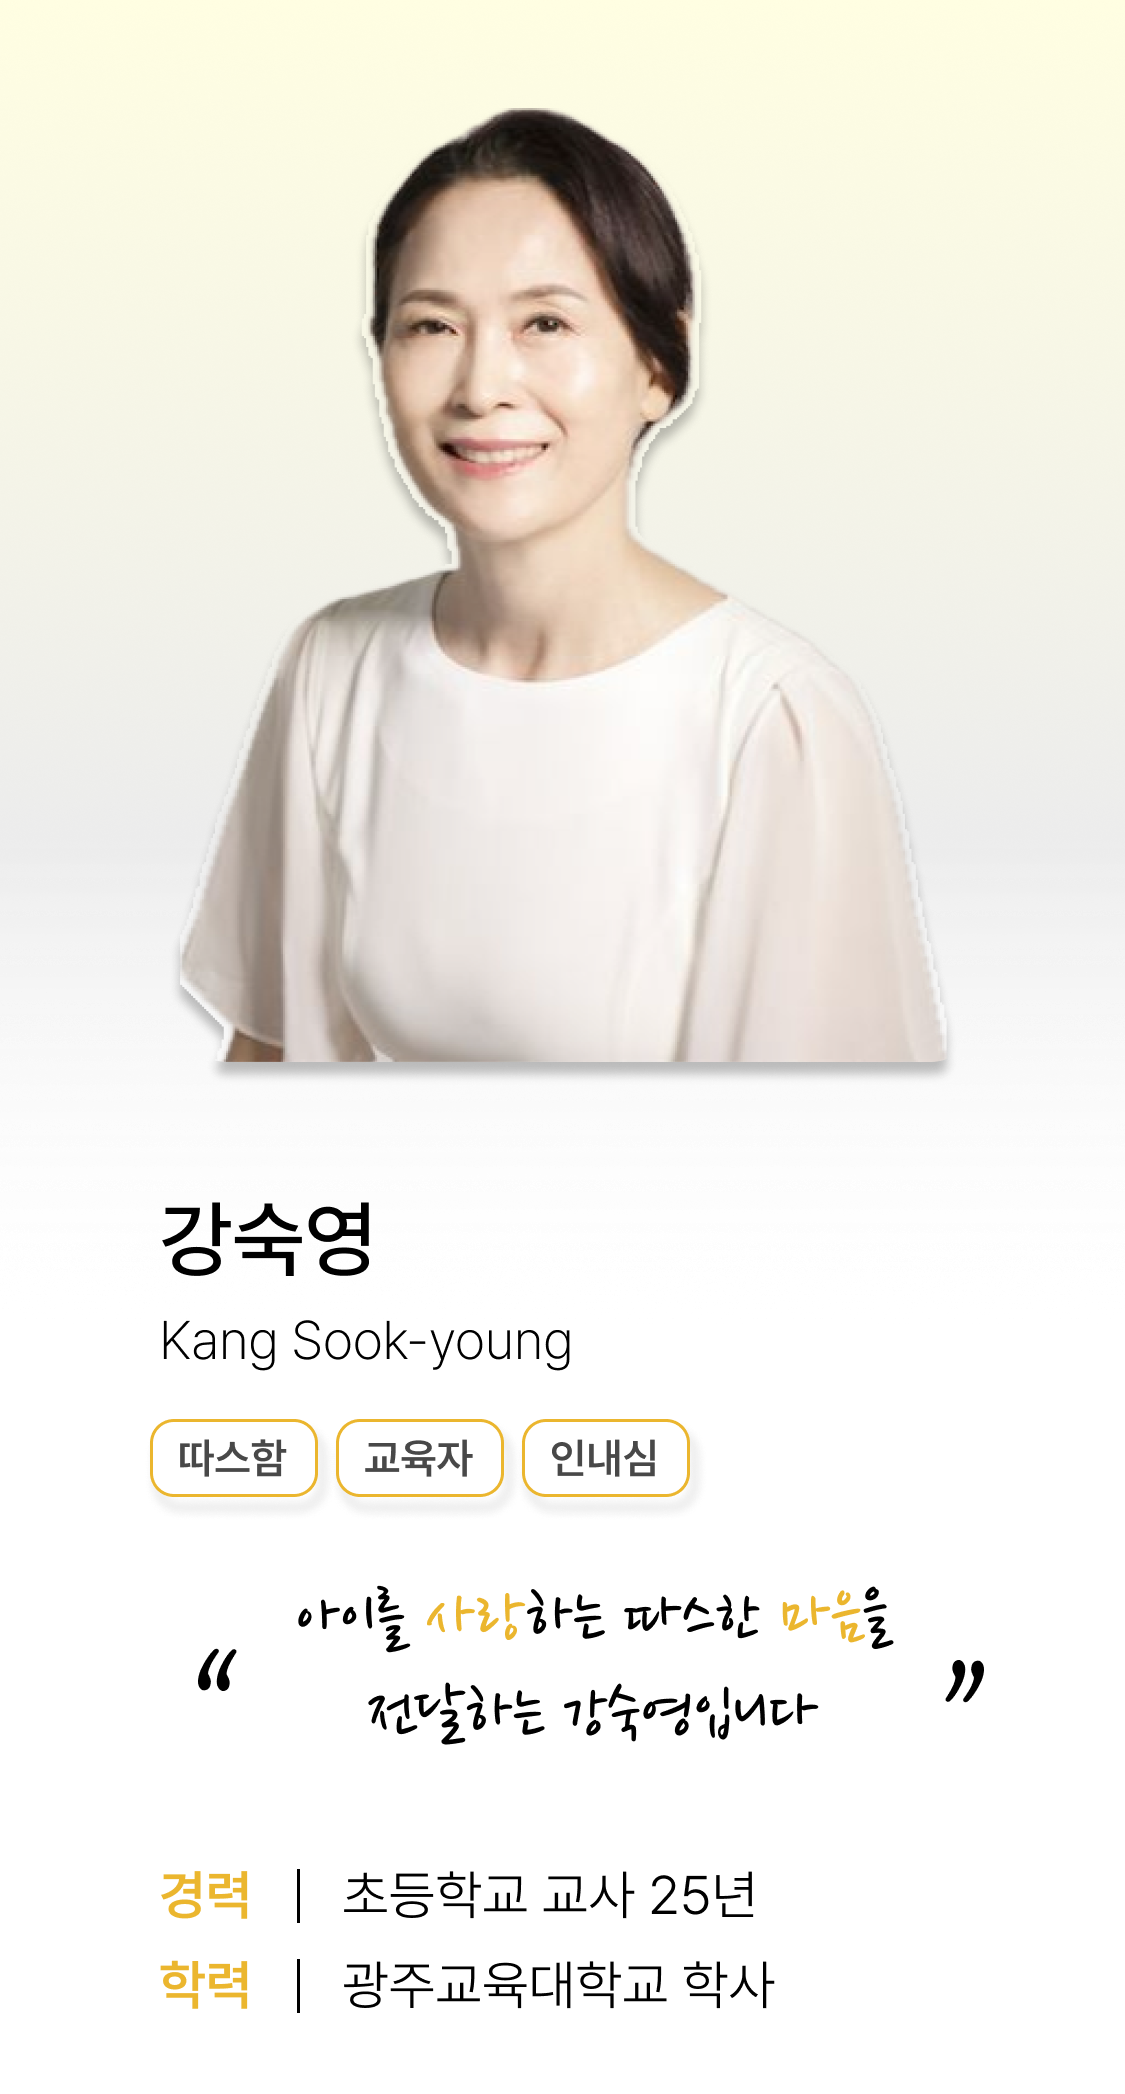 강숙영
Kang Sook-young
따스함 교육자 인내심
“ 아이를 사랑하는 따스한 마음을
전달하는 강숙영입니다 ”
경력 | 초등학교 교사 25년
학력 | 광주교육대학교 학사